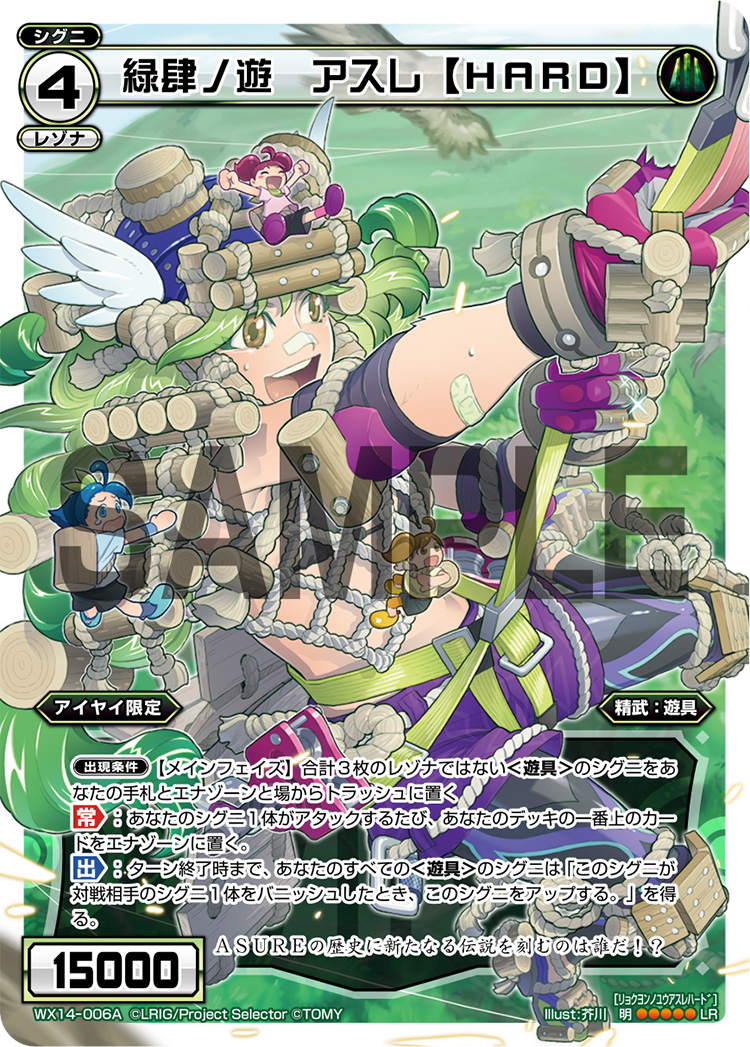 シグニ
4
緑肆ノ遊 アスレ【HARD】
レゾナ
SAMPLE
アイヤイ限定
精武：遊具
出現条件【メインフェイズ】合計３枚のレゾナではない＜遊具＞のシグニをあ
なたの手札とエナゾーンと場からトラッシュに置く
常：あなたのシグニ１体がアタックするたび、あなたのデッキの一番上のカー
ドをエナゾーンに置く。
出：ターン終了時まで、あなたのすべての＜遊具＞のシグニは「このシグニが
対戦相手のシグニ１体をバニッシュしたとき、このシグニをアップする。」を得
る。
ＡＳＵＲＥの歴史に新たなる伝説を刻むのは誰だ！？
15000
[リョクヨンノユウアスレハード]
WX14-006A ©LRIG/Project Selector ©TOMY
Illust:芥川 明 LR